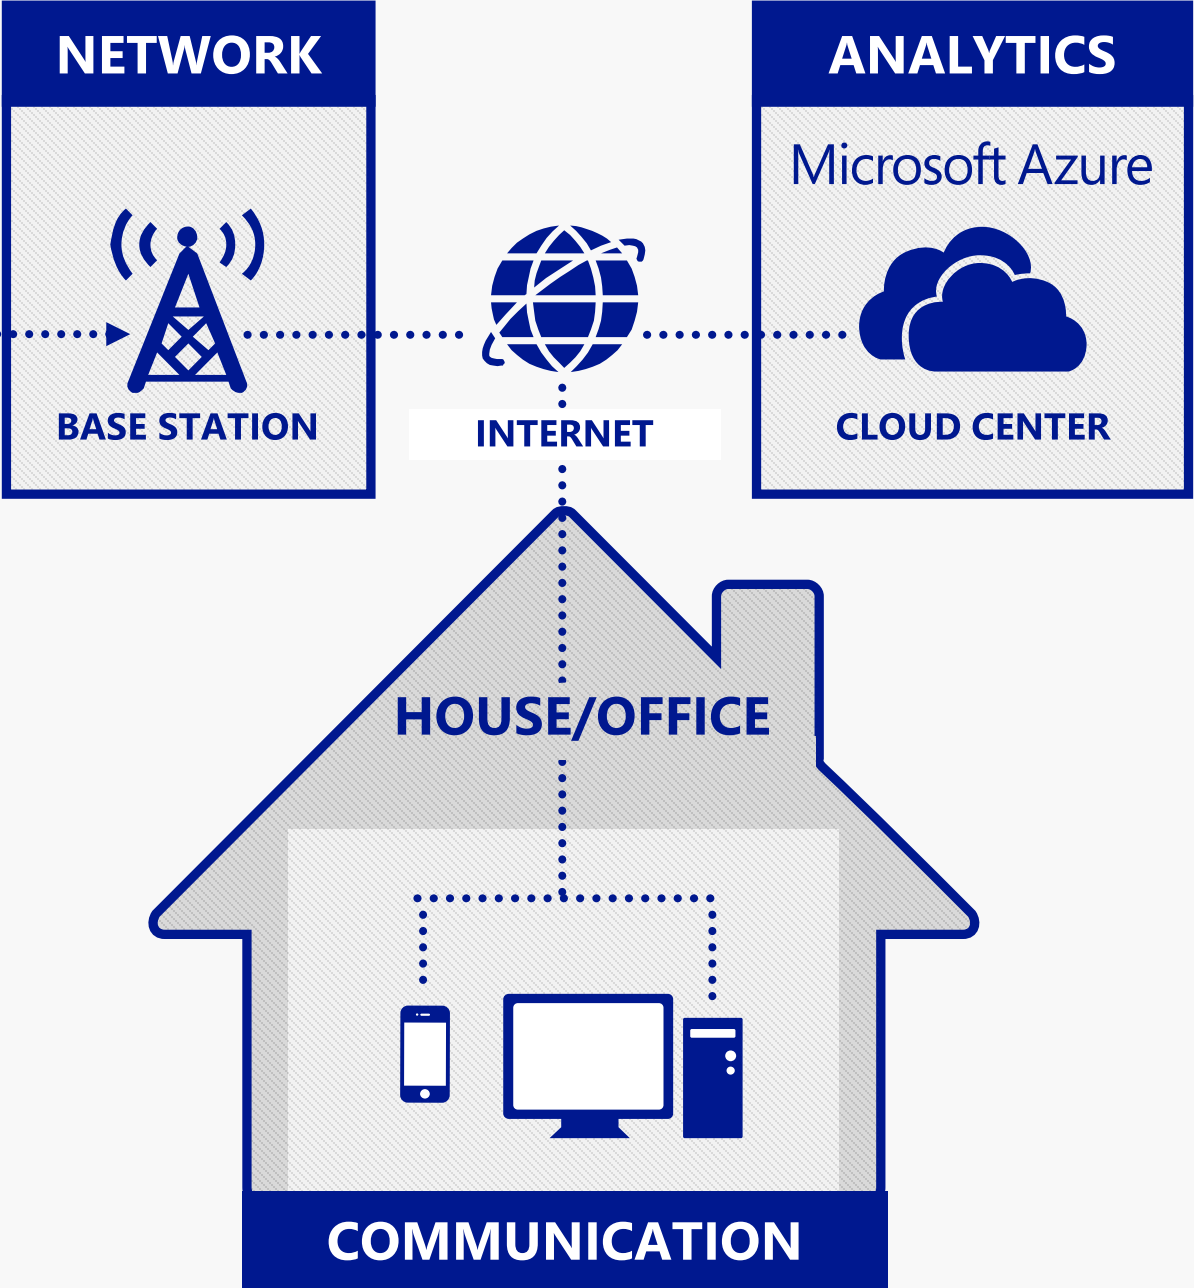 NETWORK
ANALYTICS
Microsoft Azure
BASE STATION
INTERNET
CLOUD CENTER
HOUSE/OFFICE
COMMUNICATION